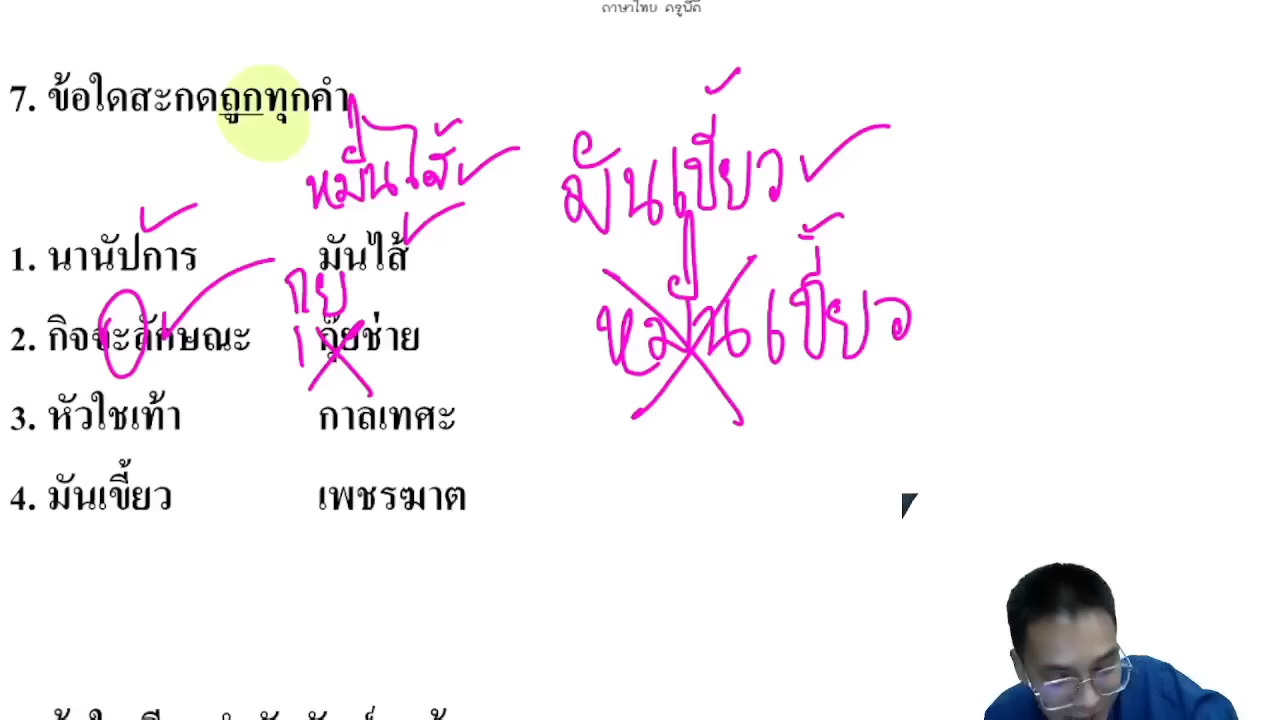 ภาษาไทย ครูบีถี
7. ข้อใดสะกดถูกทุกคำ
หมื่นไส้ มันเขี้ยว
1. นานัปการ มันไส้
กุย หมื่นเขี้ยว
2. กิจจะลักษณะ กุ๊ยช่าย
3. หัวใชเท้า กาลเทศะ
4. มันเขี้ยว เพชรฆาต